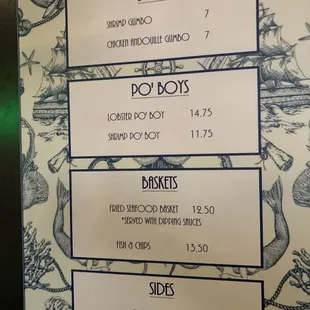 SHRIMP GUMBO 7
CHICKEN ANDOUILLE GUMBO 7
PO' BOYS
LOBSTER PO' BOY 14.75
SHRIMP PO' BOY 11.75
BASKETS
FRIED SEAFOOD BASKET 12.50
*SERVED WITH DIPPING SAUCES
FISH & CHIPS 13.50
SIDES